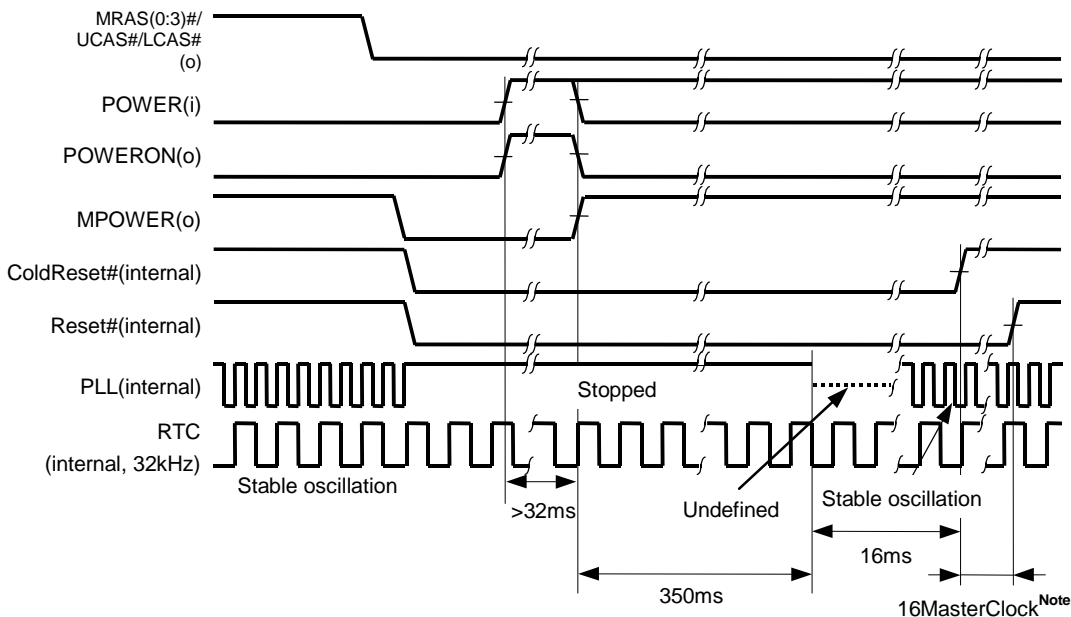 MRAS(0:3)#/
UCAS#/LCAS#
(o)
POWER(i)
POWERON(o)
MPOWER(o)
ColdReset#(internal)
Reset#(internal)
PLL(internal)
Stopped
RTC
(internal, 32kHz)
Stable oscillation
>32ms
Undefined
Stable oscillation
16ms
350ms
16MasterClockNote